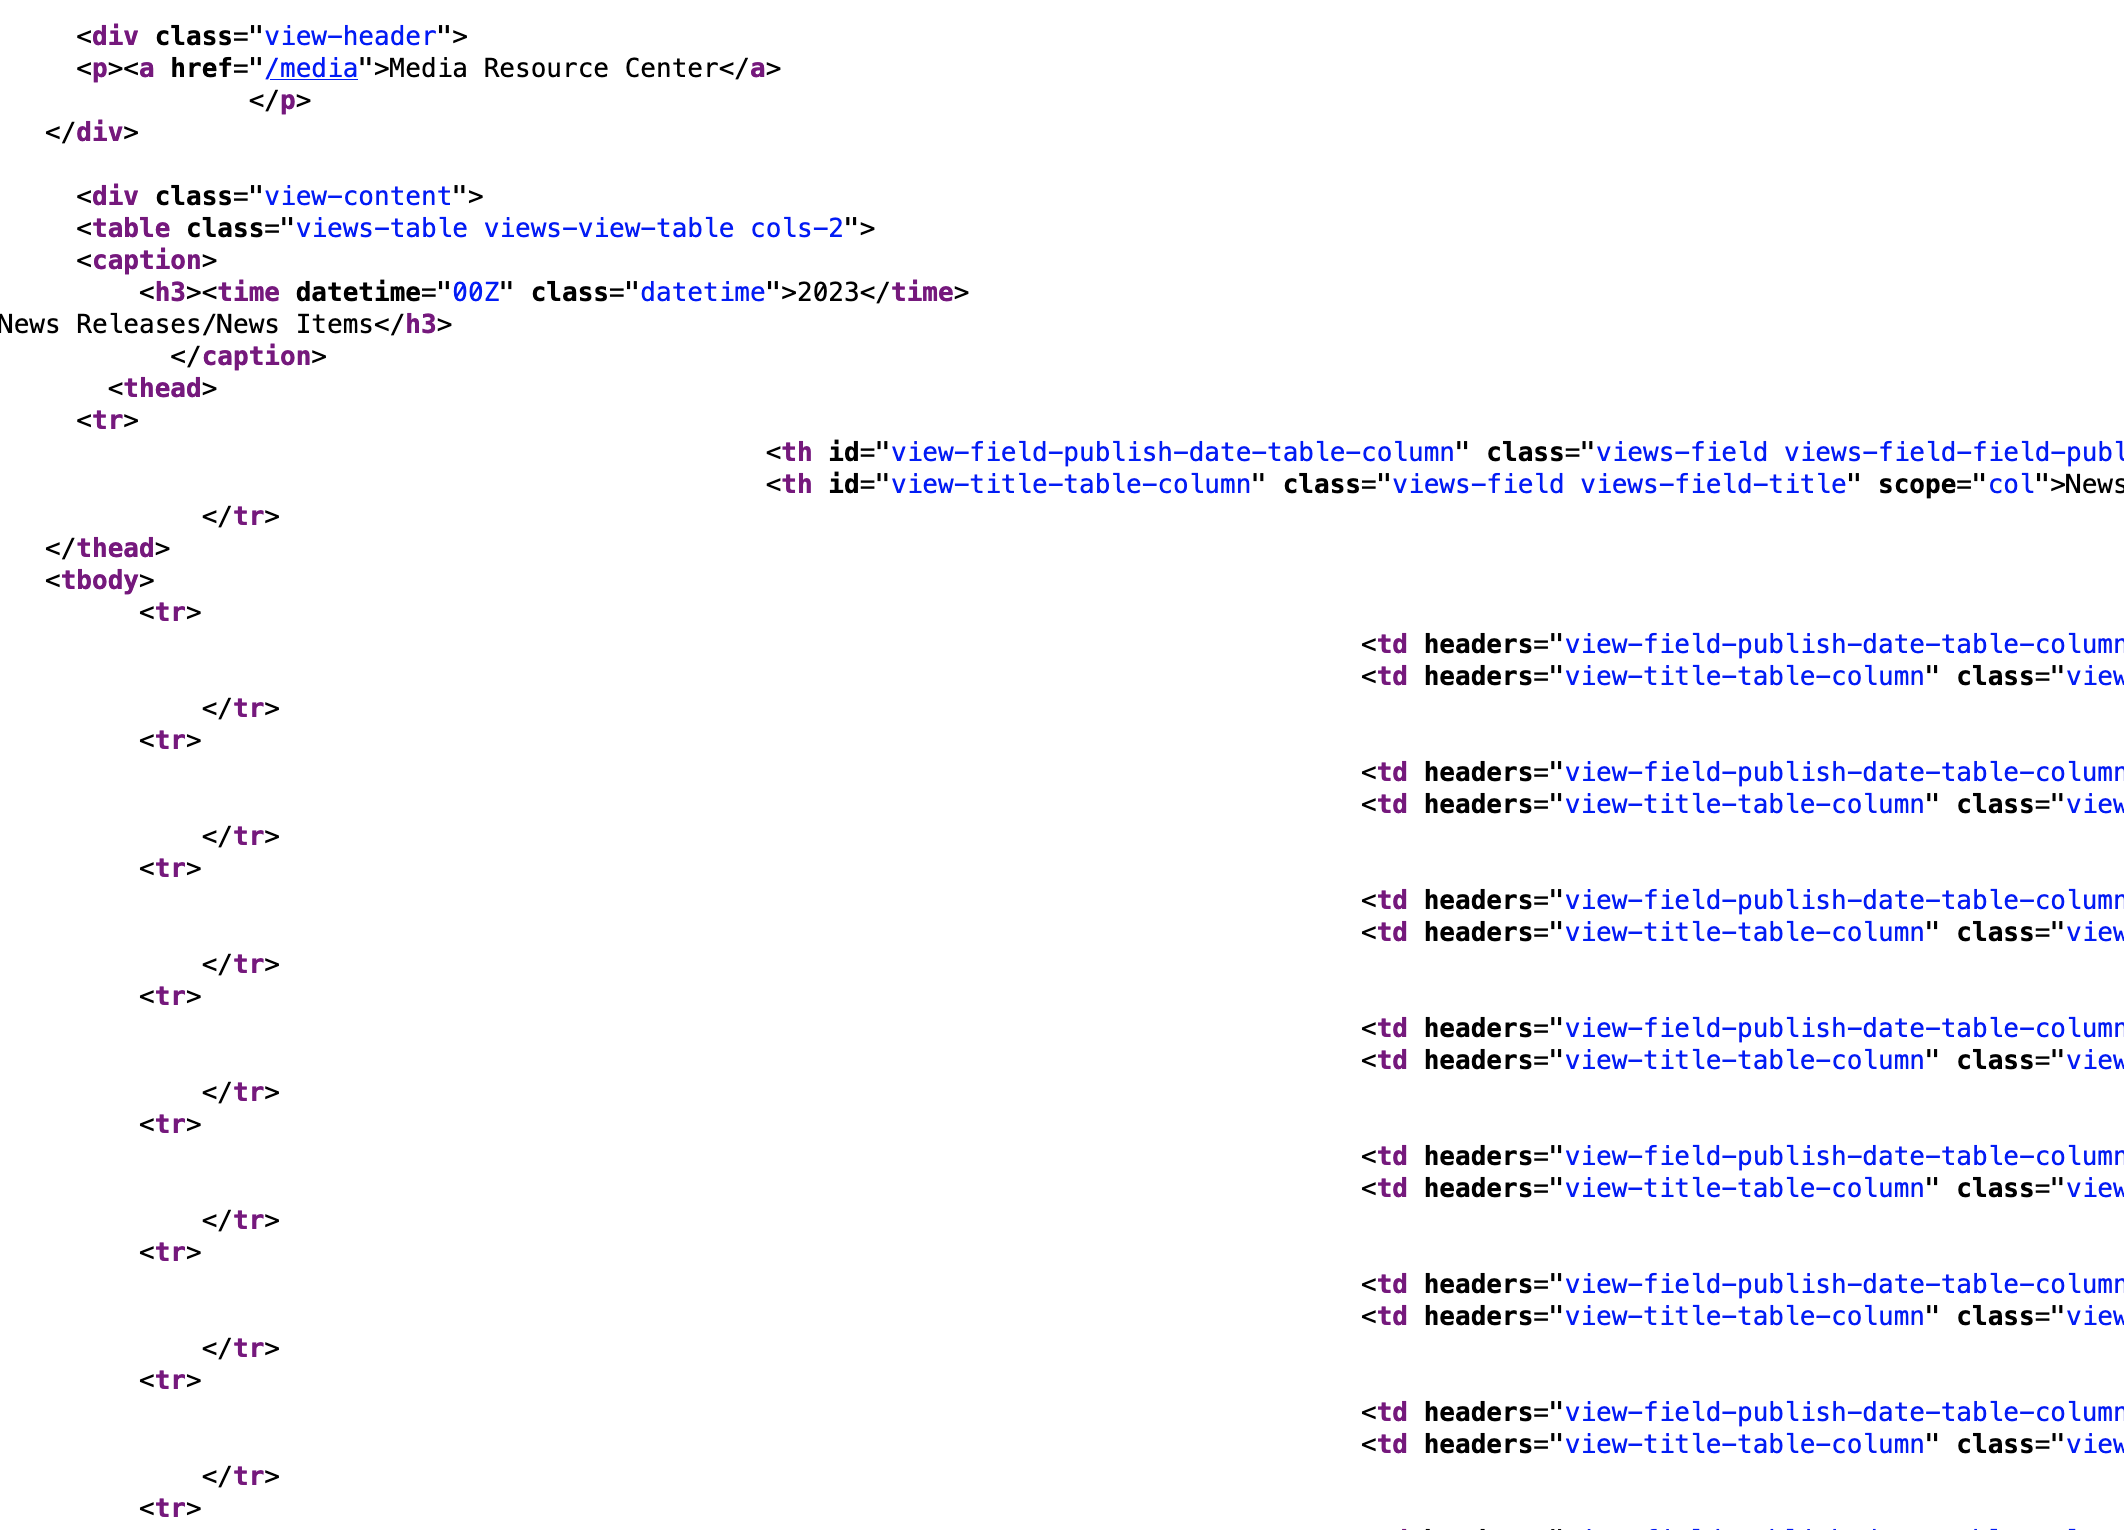 <div class="view-header">
<p><a href="/media">Media Resource Center</a>
</p>
</div>
<div class="view-content">
<table class="views-table views-view-table cols-2">
<caption>
<h3><time datetime="00Z" class="datetime">2023</time>
News Releases/News Items</h3>
</caption>
<thead>
<tr>
<th id="view-field-publish-date-table-column" class="views-field views-field-field-publ
<th id="view-title-table-column" class="views-field views-field-title" scope="col">News
</tr>
</thead>
<tbody>
<tr>
<td headers="view-field-publish-date-table-column
<td headers="view-title-table-column" class="view
</tr>
<tr>
<td headers="view-field-publish-date-table-column
<td headers="view-title-table-column" class="view
</tr>
<tr>
<td headers="view-field-publish-date-table-column
<td headers="view-title-table-column" class="view
</tr>
<tr>
<td headers="view-field-publish-date-table-column
<td headers="view-title-table-column" class="view
</tr>
<tr>
<td headers="view-field-publish-date-table-column
<td headers="view-title-table-column" class="view
</tr>
<tr>
<td headers="view-field-publish-date-table-column
<td headers="view-title-table-column" class="view
</tr>
<tr>
<td headers="view-field-publish-date-table-column
<td headers="view-title-table-column" class="view
</tr>
<tr>